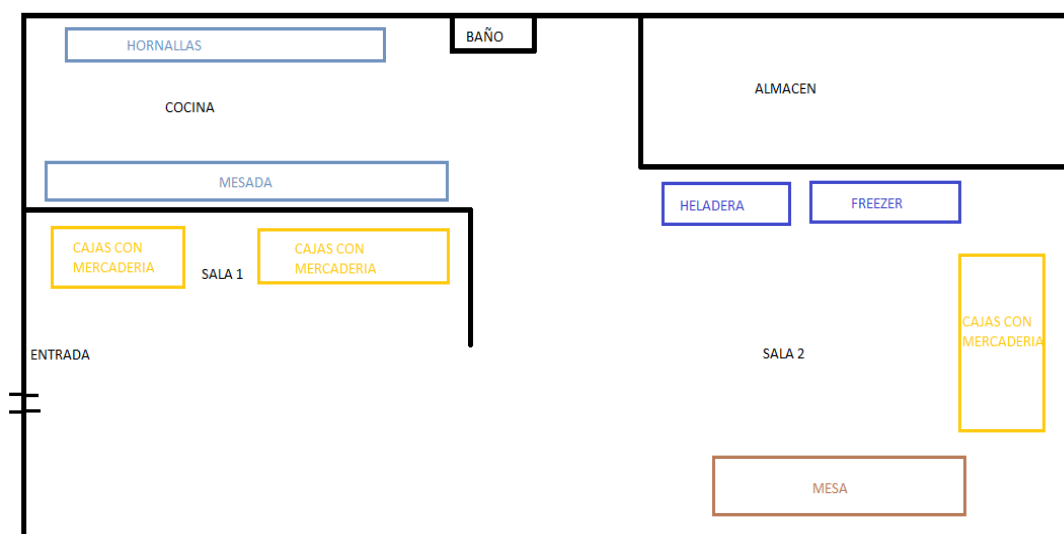 HORNALLAS
BAÑO
ALMACEN
COCINA
MESADA
HELADERA
FREEZER
CAJAS CON
MERCADERIA
SALA 1
CAJAS CON
MERCADERIA
ENTRADA
SALA 2
CAJAS CON
MERCADERIA
MESA